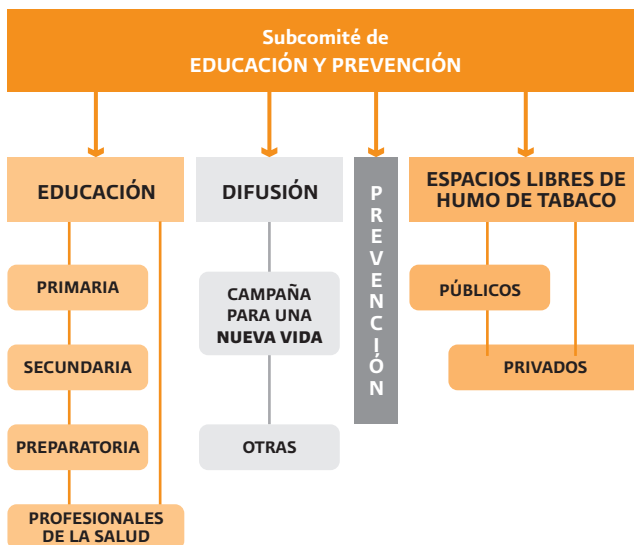 Subcomité de
EDUCACIÓN Y PREVENCIÓN
EDUCACIÓN
PRIMARIA
SECUNDARIA
PREPARATORIA
PROFESIONALES
DE LA SALUD
DIFUSIÓN
CAMPAÑA
PARA UNA
NUEVA VIDA
OTRAS
PREVENCIÓN
ESPACIOS LIBRES DE
HUMO DE TABACO
PÚBLICOS
PRIVADOS